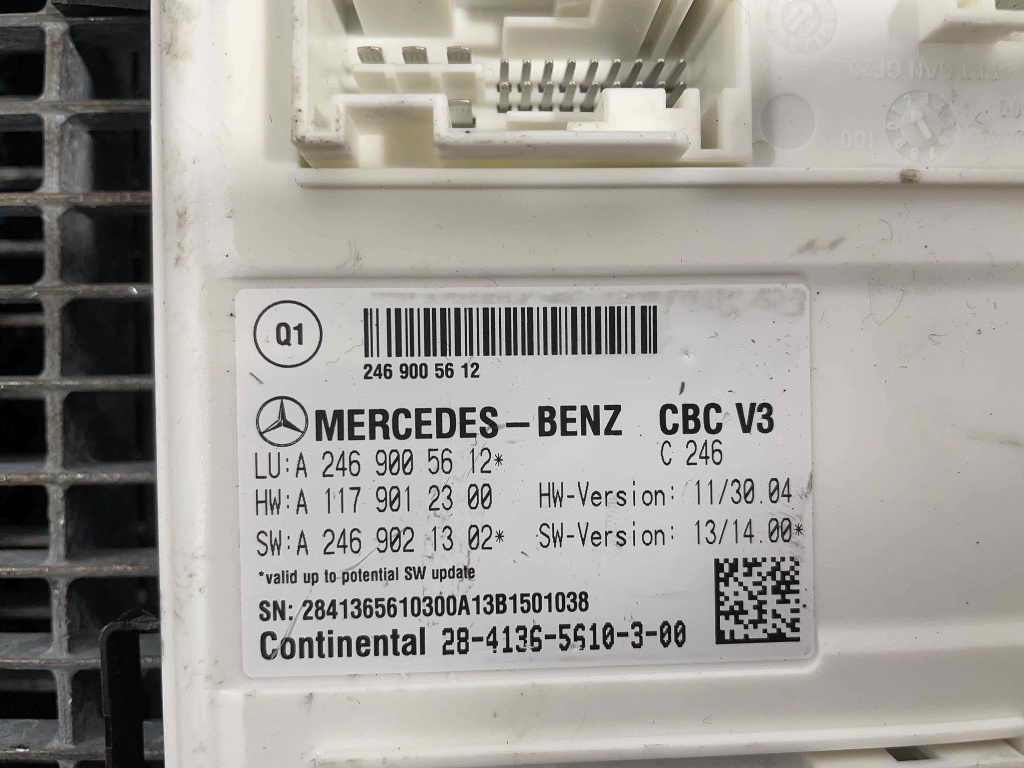 100
Q1
246 900 56 12
MERCEDES-BENZ CBC V3
C 246
LU: A 246 900 56 12*
HW: A 117 901 23 00 HW-Version: 11/30.04
SW: A 246 902 13 02* SW-Version: 13/14.00*
*valid up to potential SW update
SN: 2841365610300A13B1501038
Continental 28-4136-5610-3-00